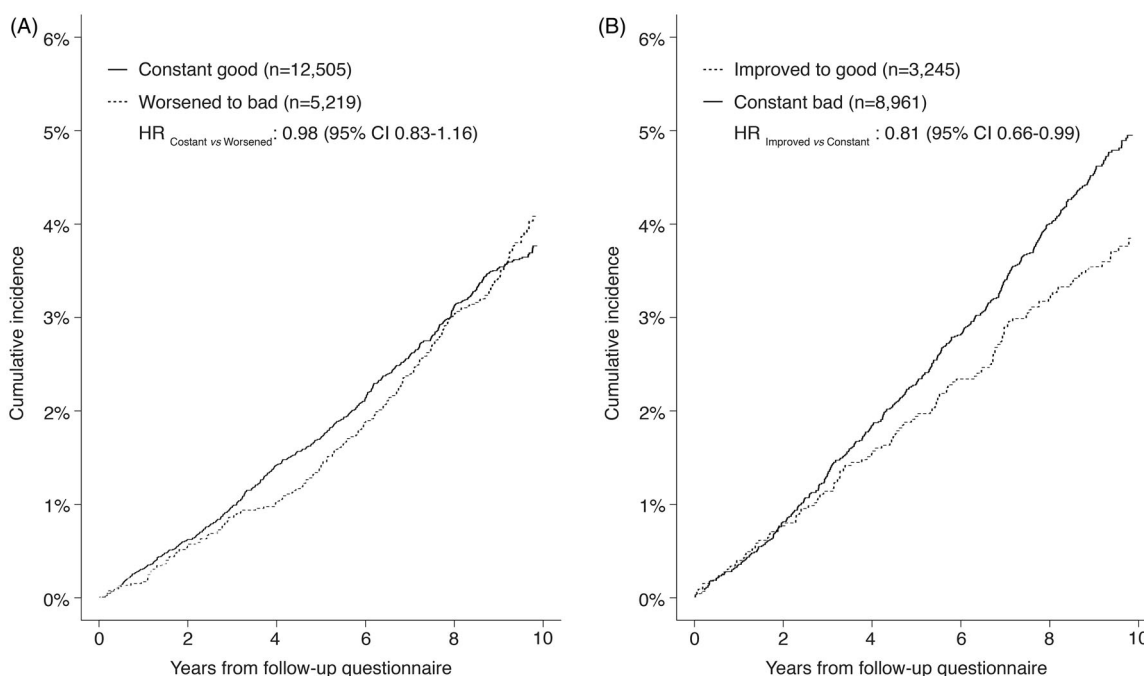 (A)
6%
5%
4%
3%
2%
1%
0%
Cumulative incidence
Constant good (n=12,505)
Worsened to bad (n=5,219)
HR Costant vs Worsened: 0.98 (95% CI 0.83-1.16)
0 2 4 6 8 10
Years from follow-up questionnaire
(B)
6%
5%
4%
3%
2%
1%
0%
Cumulative incidence
Improved to good (n=3,245)
Constant bad (n=8,961)
HR Improved vs Constant : 0.81 (95% CI 0.66-0.99)
0 2 4 6 8 10
Years from follow-up questionnaire